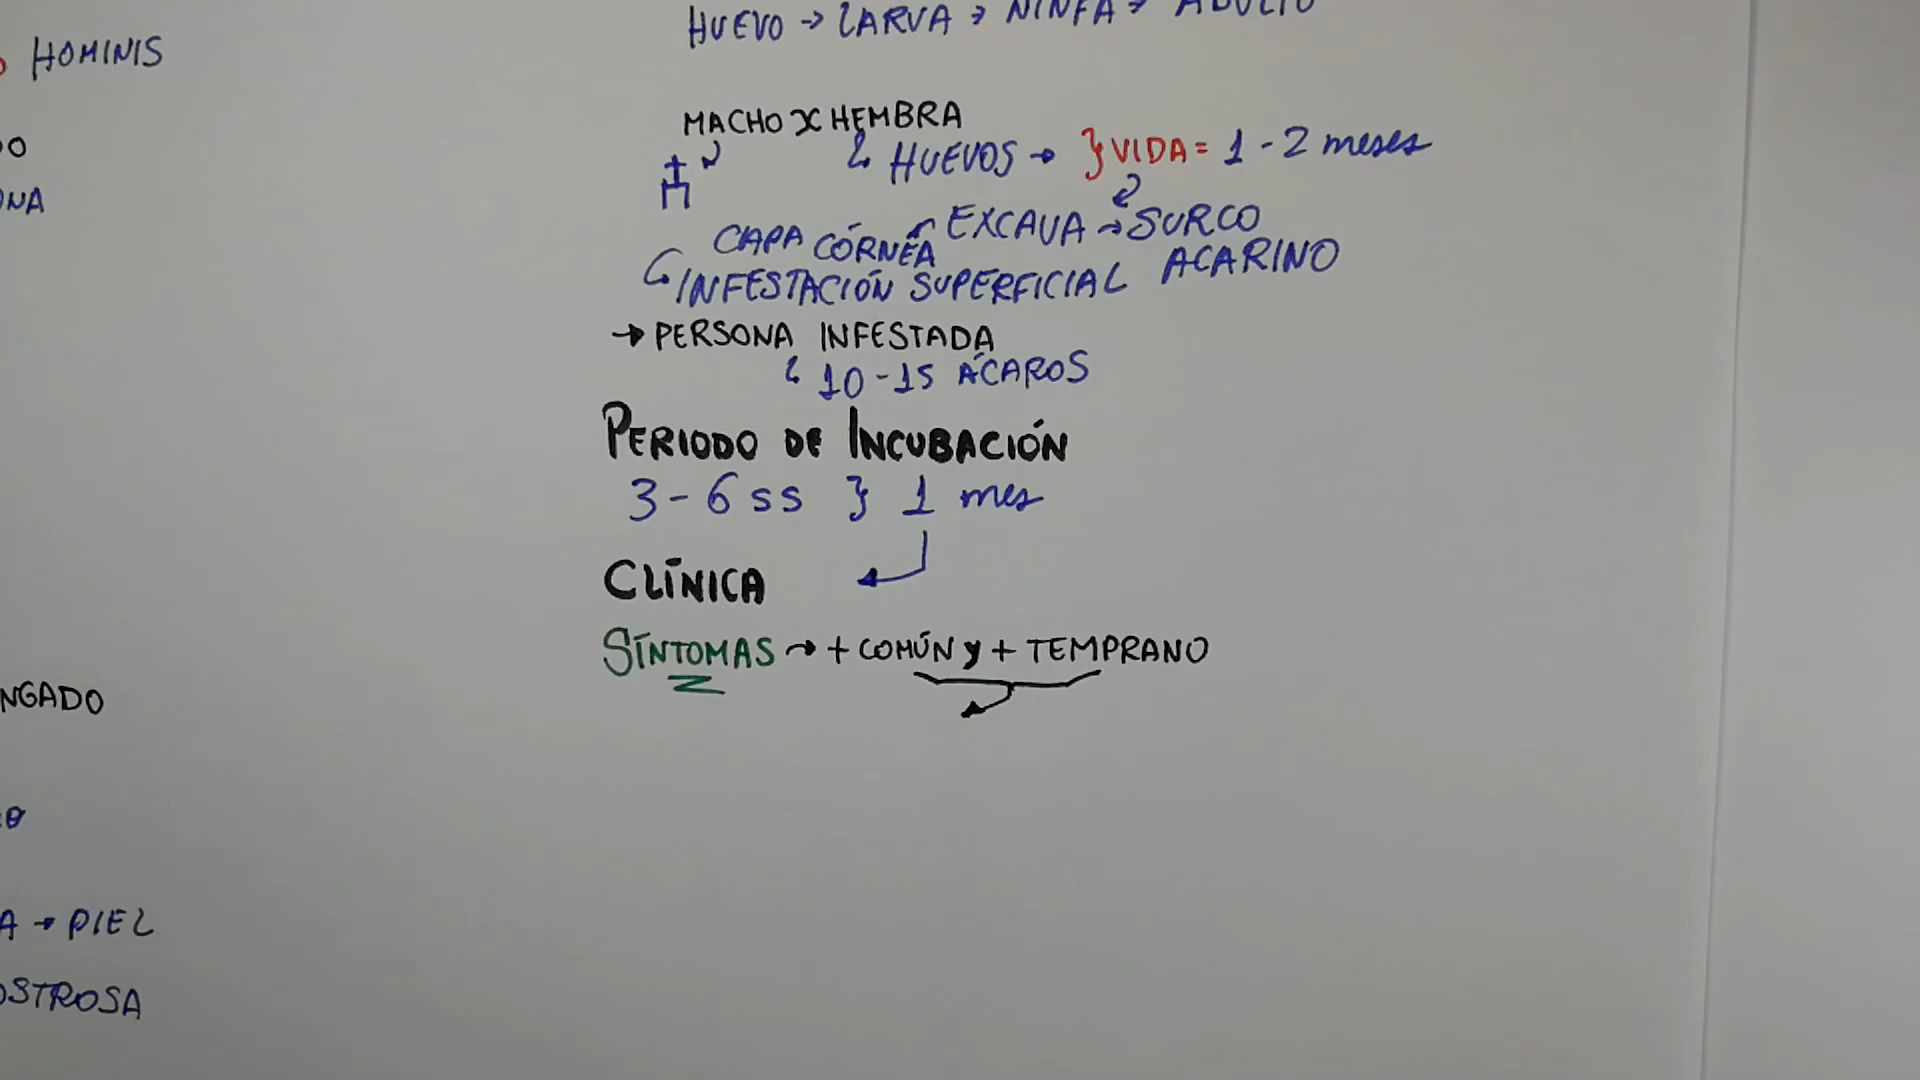 HUEVO → LARVA → NINFA → ADULTO
HOMINIS
MACHO X HEMBRA
HUEVOS → } VIDA = 1 - 2 meses
EXCAVA → SURCO
ACARINO
CAPA CÓRNEA
INFESTACIÓN SUPERFICIAL
→ PERSONA INFESTADA
10 - 15 ÁCAROS
PERIODO DE INCUBACIÓN
3 - 6 SS } 1 mes
CLÍNICA
SÍNTOMAS → + COMÚN y + TEMPRANO
NGADO
A → PIEL
OSTROSA